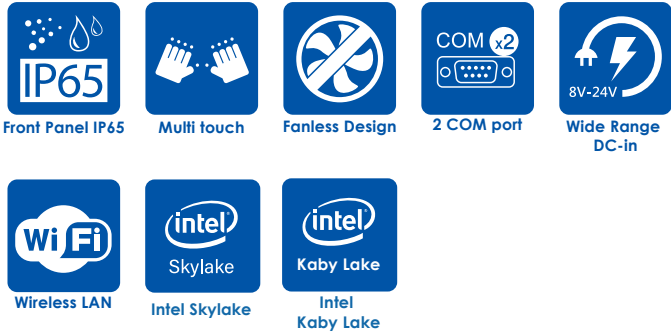 IP65
Front Panel IP65
Multi touch
Fanless Design
COM x2
2 COM port
8V-24V
Wide Range
DC-in
Wi Fi
Wireless LAN
intel
Skylake
Intel Skylake
intel
Kaby Lake
Intel
Kaby Lake